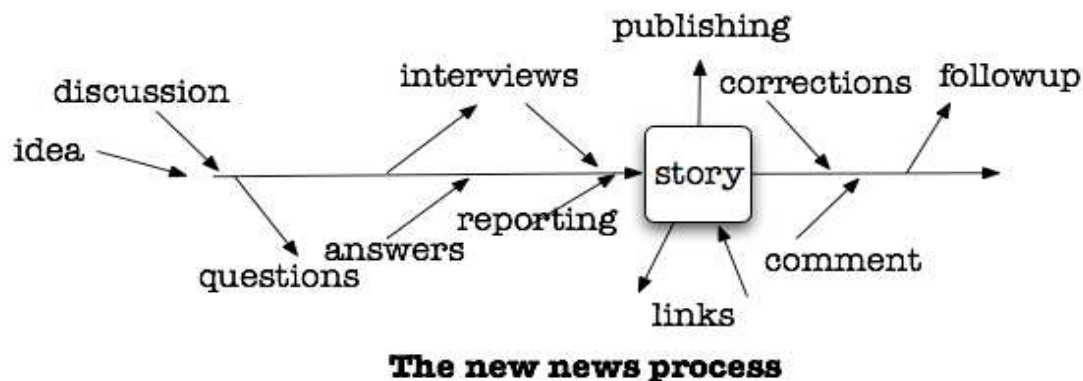 publishing
interviews
corrections
followup
discussion
idea
story
reporting
answers
questions
comment
links
The new news process